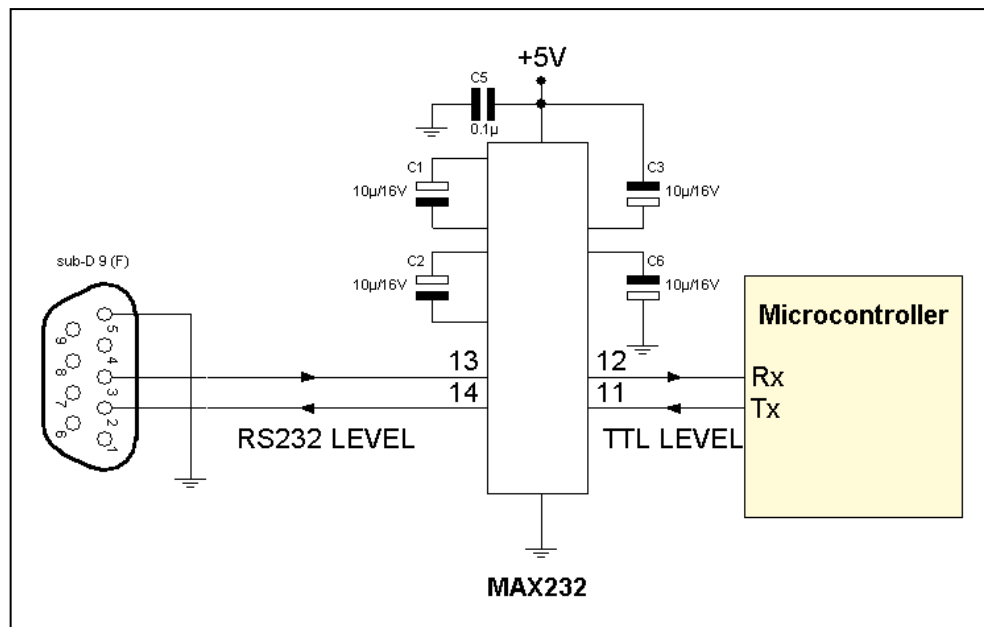 +5V
C5
0.1µ
C1
10µ/16V
C3
10µ/16V
sub-D 9 (F)
C2
10µ/16V
C6
10µ/16V
5
9
4
8
3
7
2
6
1
13
14
RS232 LEVEL
12
11
TTL LEVEL
Microcontroller
Rx
Tx
MAX232